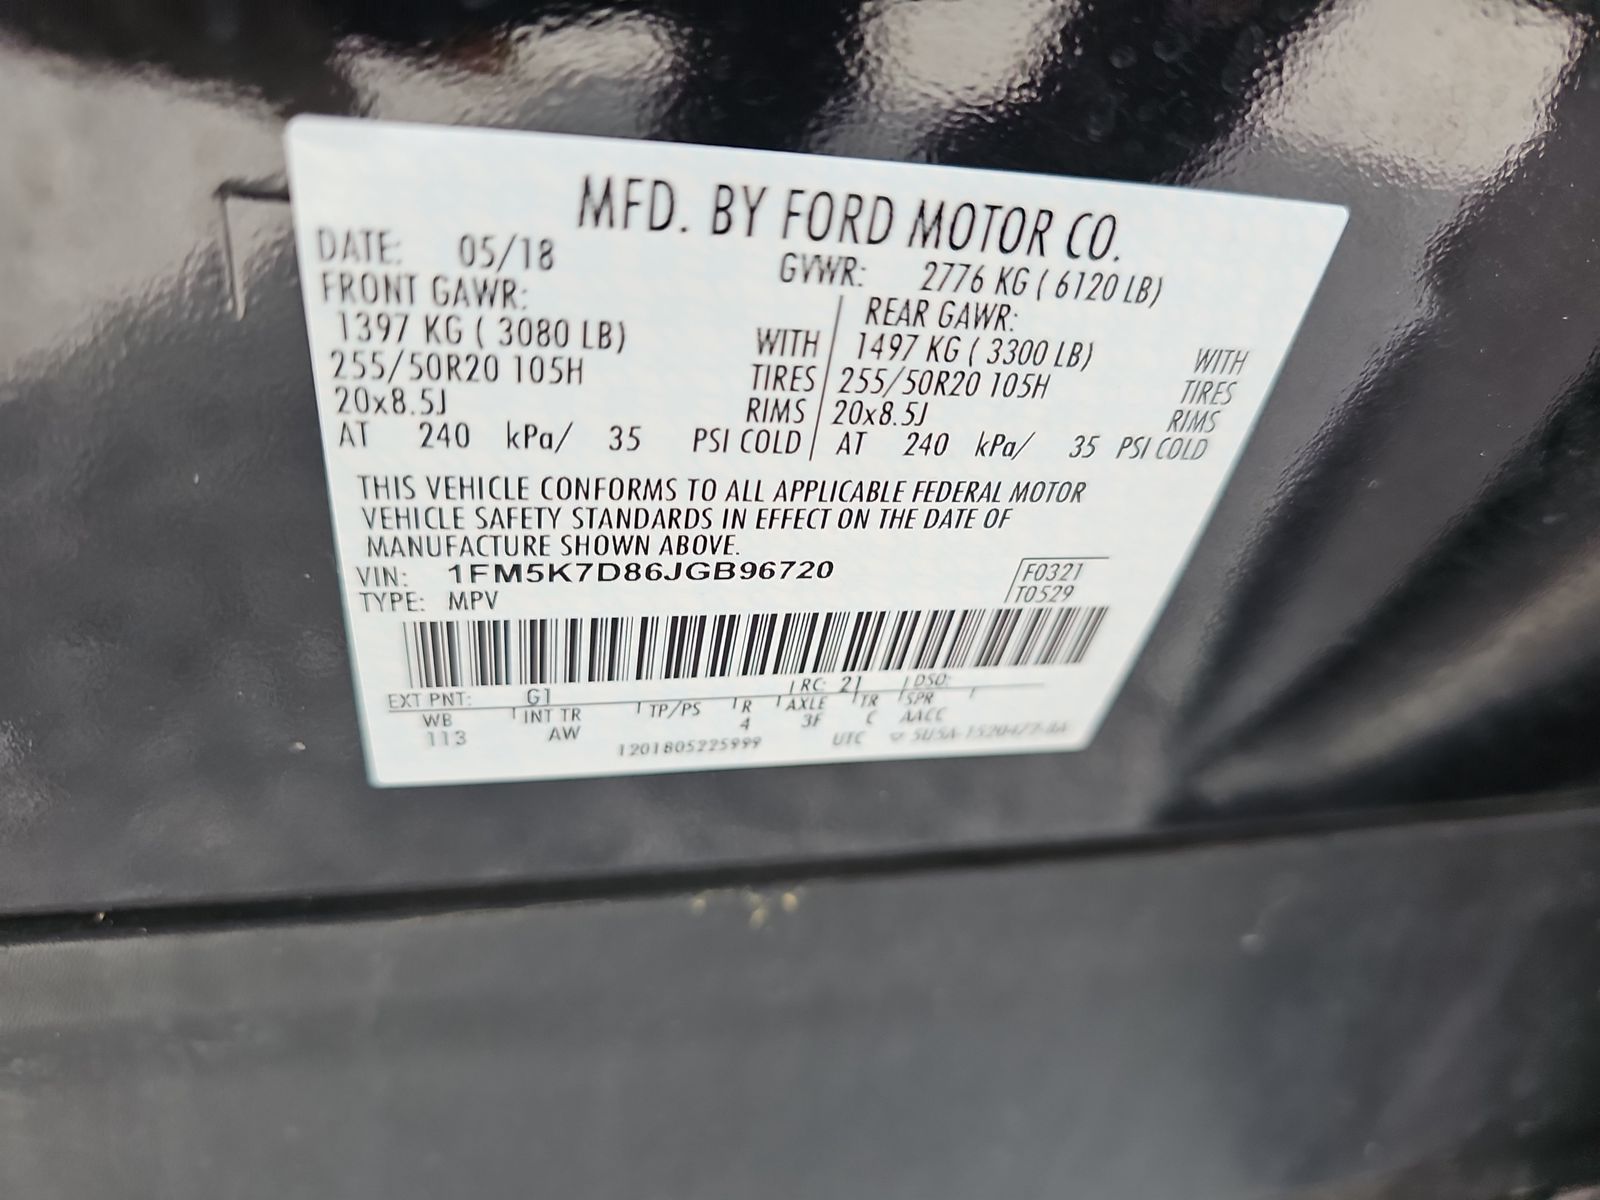 MFD. BY FORD MOTOR CO.
DATE: 05/18 GVWR: 2776 KG ( 6120 LB)
FRONT GAWR: REAR GAWR:
1397 KG ( 3080 LB) WITH 1497 KG ( 3300 LB) WITH
255/50R20 105H TIRES 255/50R20 105H TIRES
20x8.5J RIMS 20x8.5J RIMS
AT 240 kPa/ 35 PSI COLD AT 240 kPa/ 35 PSI COLD
THIS VEHICLE CONFORMS TO ALL APPLICABLE FEDERAL MOTOR
VEHICLE SAFETY STANDARDS IN EFFECT ON THE DATE OF
MANUFACTURE SHOWN ABOVE.
VIN: 1FM5K7D86JGB96720 F0321
TYPE: MPV T0529
EXT PNT: G1 RC: 21 DSO:
WB INT TR TP/PS R AXLE TR SPR
113 AW 4 3F C AACC
1201805225999 UTC